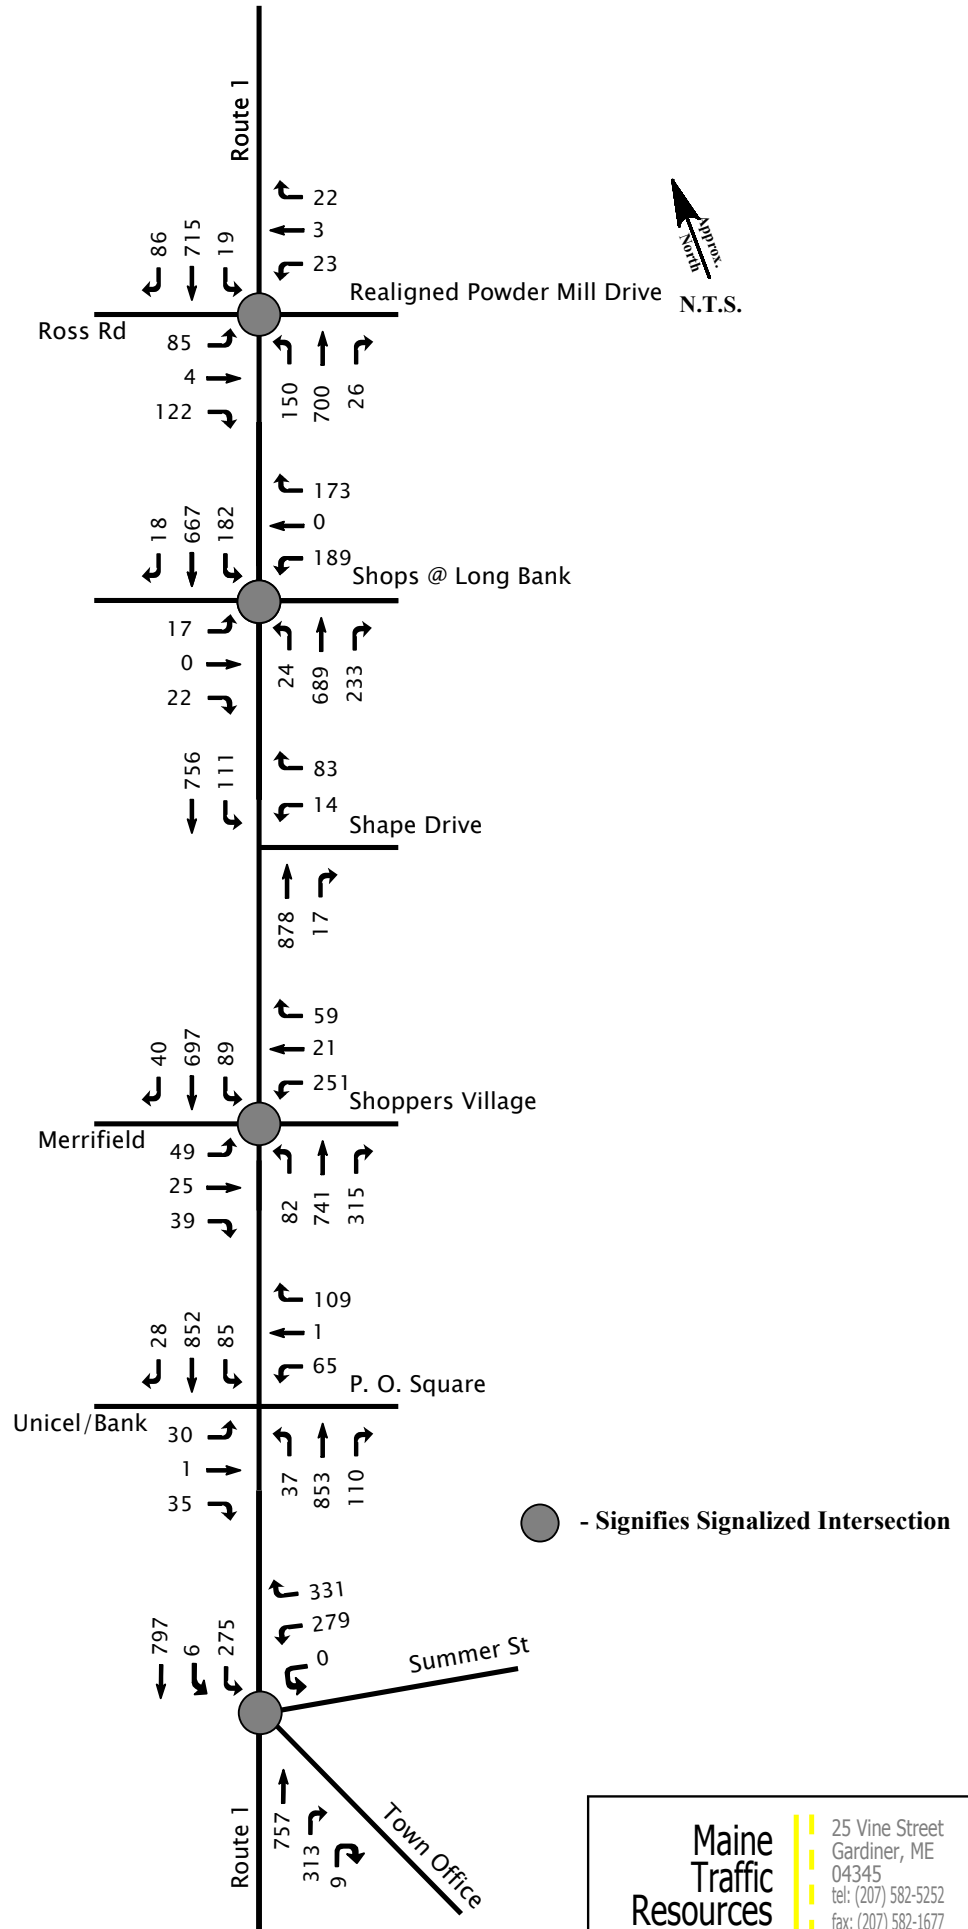 Route 1
22
3
23
86
715
19
Realigned Powder Mill Drive
Approx.
North
N.T.S.
Ross Rd
85
4
122
150
700
26
173
0
189
18
667
182
Shops @ Long Bank
17
0
22
24
689
233
756
111
83
14
Shape Drive
878
17
59
21
251
40
697
89
Shoppers Village
Merrifield
49
25
39
82
741
315
109
1
65
28
852
85
P. O. Square
Unicel/Bank
30
1
35
37
853
110
- Signifies Signalized Intersection
331
279
0
797
6
275
Summer St
Town Office
757
313
9
Route 1
Maine
Traffic
Resources
25 Vine Street
Gardiner, ME
04345
tel: (207) 582-5252
fax: (207) 582-1677